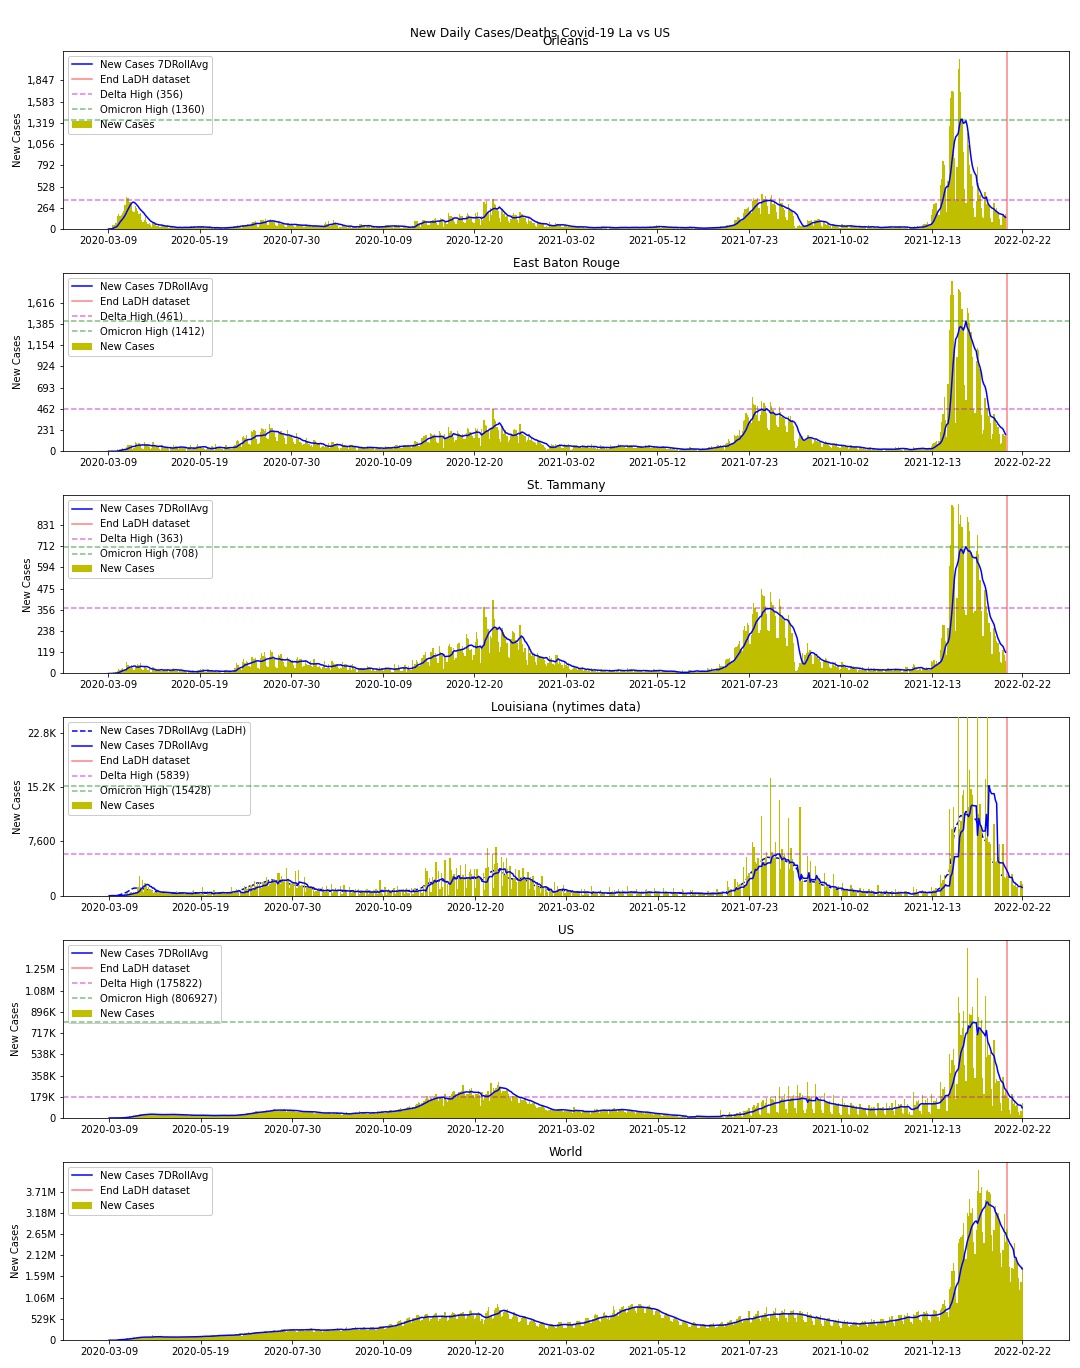 New Daily Cases/Deaths Covid-19 La vs US
Orleans
New Cases 7DRollAvg
End LaDH dataset
Delta High (356)
Omicron High (1360)
New Cases
New Cases
1,847
1,583
1,319
1,056
792
528
264
0
2020-03-09 2020-05-19 2020-07-30 2020-10-09 2020-12-20 2021-03-02 2021-05-12 2021-07-23 2021-10-02 2021-12-13 2022-02-22
East Baton Rouge
New Cases 7DRollAvg
End LaDH dataset
Delta High (461)
Omicron High (1412)
New Cases
New Cases
1,616
1,385
1,154
924
693
462
231
0
2020-03-09 2020-05-19 2020-07-30 2020-10-09 2020-12-20 2021-03-02 2021-05-12 2021-07-23 2021-10-02 2021-12-13 2022-02-22
St. Tammany
New Cases 7DRollAvg
End LaDH dataset
Delta High (363)
Omicron High (708)
New Cases
New Cases
831
712
594
475
356
238
119
0
2020-03-09 2020-05-19 2020-07-30 2020-10-09 2020-12-20 2021-03-02 2021-05-12 2021-07-23 2021-10-02 2021-12-13 2022-02-22
Louisiana (nytimes data)
New Cases 7DRollAvg (LaDH)
New Cases 7DRollAvg
End LaDH dataset
Delta High (5839)
Omicron High (15428)
New Cases
New Cases
22.8K
15.2K
7,600
0
2020-03-09 2020-05-19 2020-07-30 2020-10-09 2020-12-20 2021-03-02 2021-05-12 2021-07-23 2021-10-02 2021-12-13 2022-02-22
US
New Cases 7DRollAvg
End LaDH dataset
Delta High (175822)
Omicron High (806927)
New Cases
New Cases
1.25M
1.08M
896K
717K
538K
358K
179K
0
2020-03-09 2020-05-19 2020-07-30 2020-10-09 2020-12-20 2021-03-02 2021-05-12 2021-07-23 2021-10-02 2021-12-13 2022-02-22
World
New Cases 7DRollAvg
End LaDH dataset
New Cases
New Cases
3.71M
3.18M
2.65M
2.12M
1.59M
1.06M
529K
0
2020-03-09 2020-05-19 2020-07-30 2020-10-09 2020-12-20 2021-03-02 2021-05-12 2021-07-23 2021-10-02 2021-12-13 2022-02-22